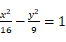 x²/16 − y²/9 = 1